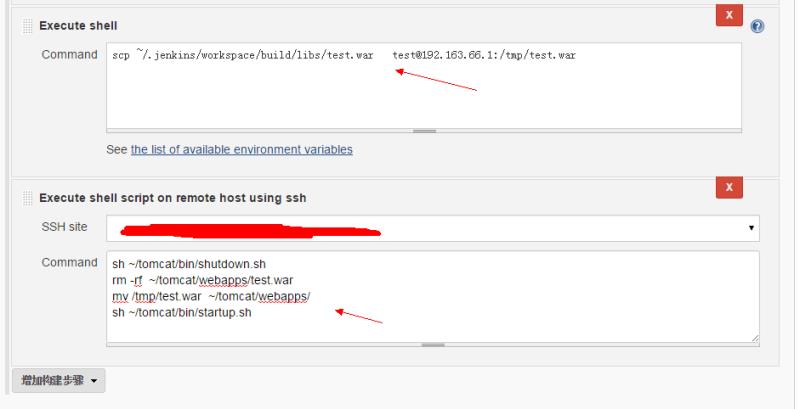 X
Execute shell
Command scp ~/.jenkins/workspace/build/libs/test.war test@192.163.66.1:/tmp/test.war
See the list of available environment variables
X
Execute shell script on remote host using ssh
SSH site
Command sh ~/tomcat/bin/shutdown.sh
rm -rf ~/tomcat/webapps/test.war
mv /tmp/test.war ~/tomcat/webapps/
sh ~/tomcat/bin/startup.sh
增加构建步骤